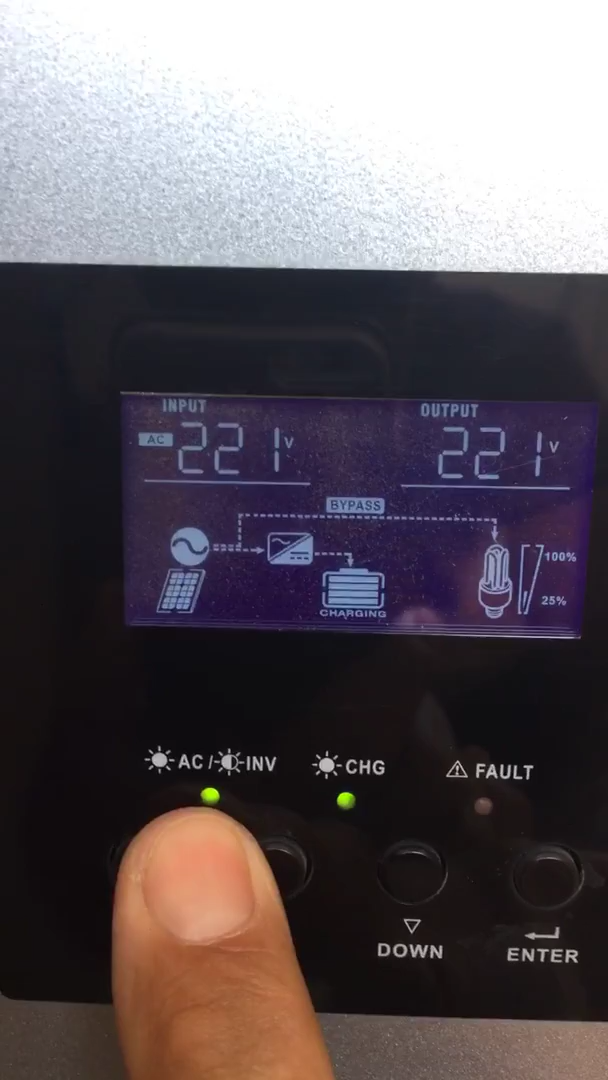 INPUT OUTPUT
AC 221V 221V
BYPASS
100%
25%
CHARGING
AC / INV CHG FAULT
DOWN ENTER